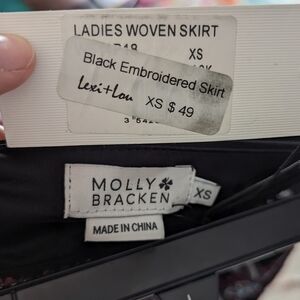 LADIES WOVEN SKIRT
XS
Black Embroidered Skirt
Lexi+Lou XS $49
MOLLY
BRACKEN
XS
MADE IN CHINA